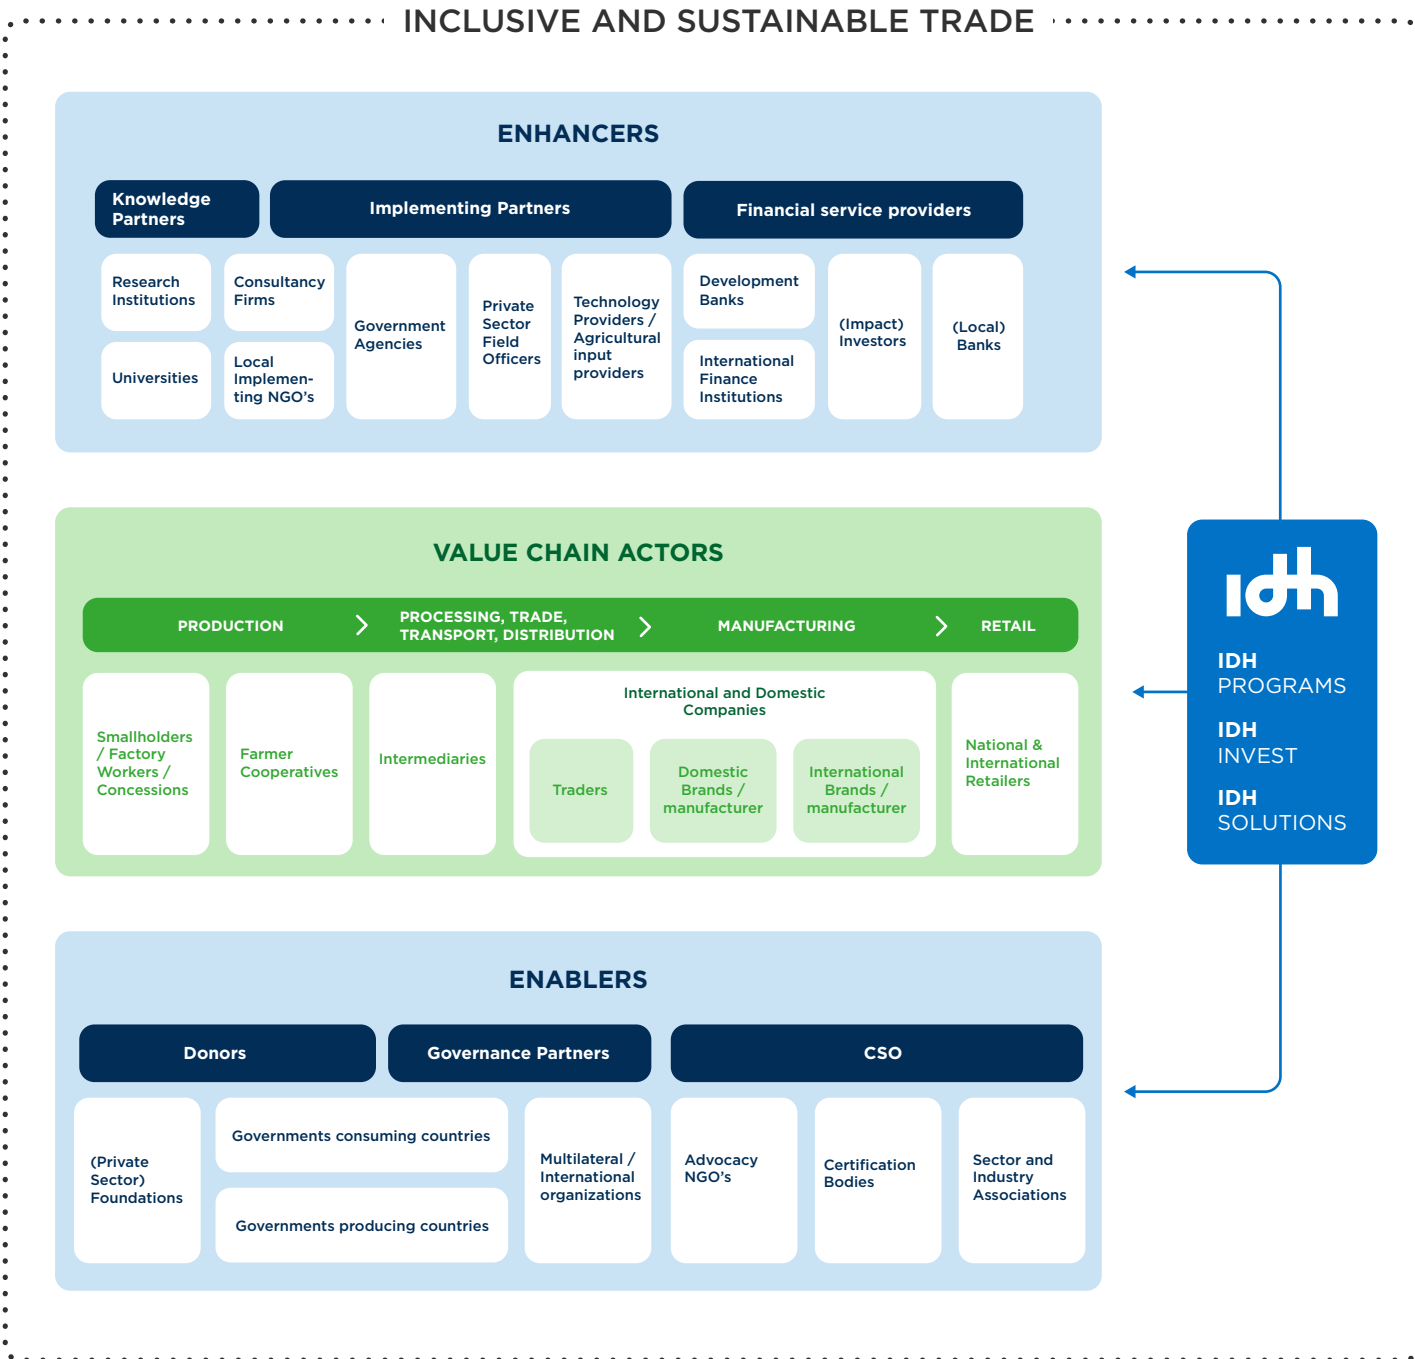 INCLUSIVE AND SUSTAINABLE TRADE
ENHANCERS
Knowledge
Partners
Implementing Partners
Financial service providers
Research
Institutions
Universities
Consultancy
Firms
Local
Implemen-
ting NGO's
Government
Agencies
Private
Sector
Field
Officers
Technology
Providers /
Agricultural
input
providers
Development
Banks
International
Finance
Institutions
(Impact)
Investors
(Local)
Banks
VALUE CHAIN ACTORS
PRODUCTION
PROCESSING, TRADE,
TRANSPORT, DISTRIBUTION
MANUFACTURING
RETAIL
Smallholders
/ Factory
Workers /
Concessions
Farmer
Cooperatives
Intermediaries
International and Domestic
Companies
Traders
Domestic
Brands /
manufacturer
International
Brands /
manufacturer
National &
International
Retailers
idh
IDH
PROGRAMS
IDH
INVEST
IDH
SOLUTIONS
ENABLERS
Donors
Governance Partners
CSO
(Private
Sector)
Foundations
Governments consuming countries
Governments producing countries
Multilateral /
International
organizations
Advocacy
NGO's
Certification
Bodies
Sector and
Industry
Associations